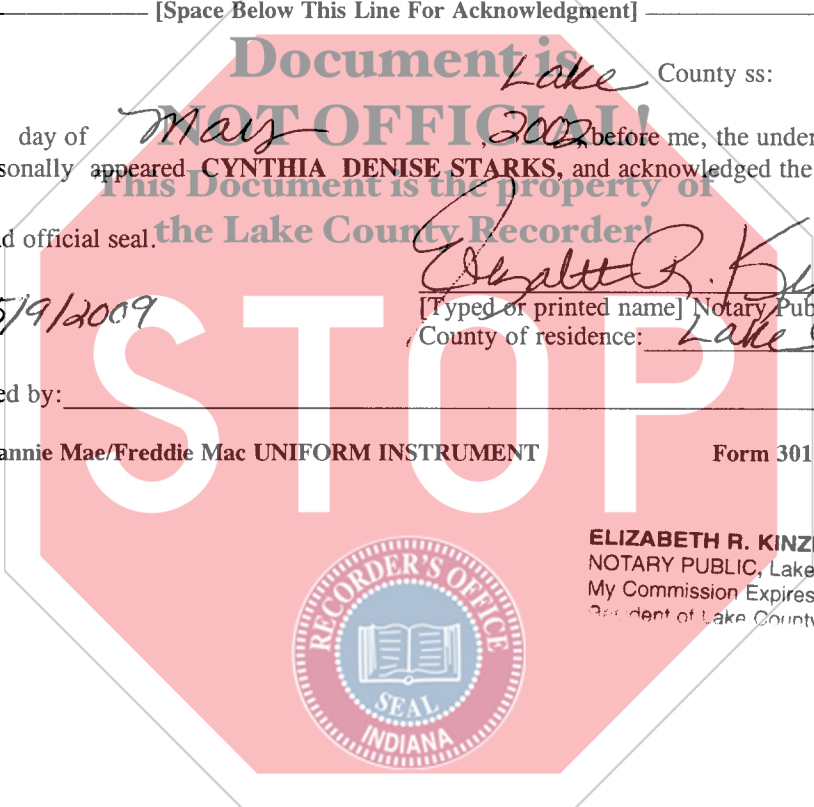 [Space Below This Line For Acknowledgment]
Document is
Lake County ss:
NOT OFFICIAL!
day of May, 2002, before me, the under
sonally appeared CYNTHIA DENISE STARKS, and acknowledged the
This Document is the property of
the Lake County Recorder!
d official seal.
5/9/2009
[Typed or printed name] Notary Pub
County of residence: Lake
ed by:
annie Mae/Freddie Mac UNIFORM INSTRUMENT Form 301
STOP
ELIZABETH R. KINZ
NOTARY PUBLIC, Lake
My Commission Expires
Resident of Lake County
RECORDER'S OFFICE
SEAL
INDIANA